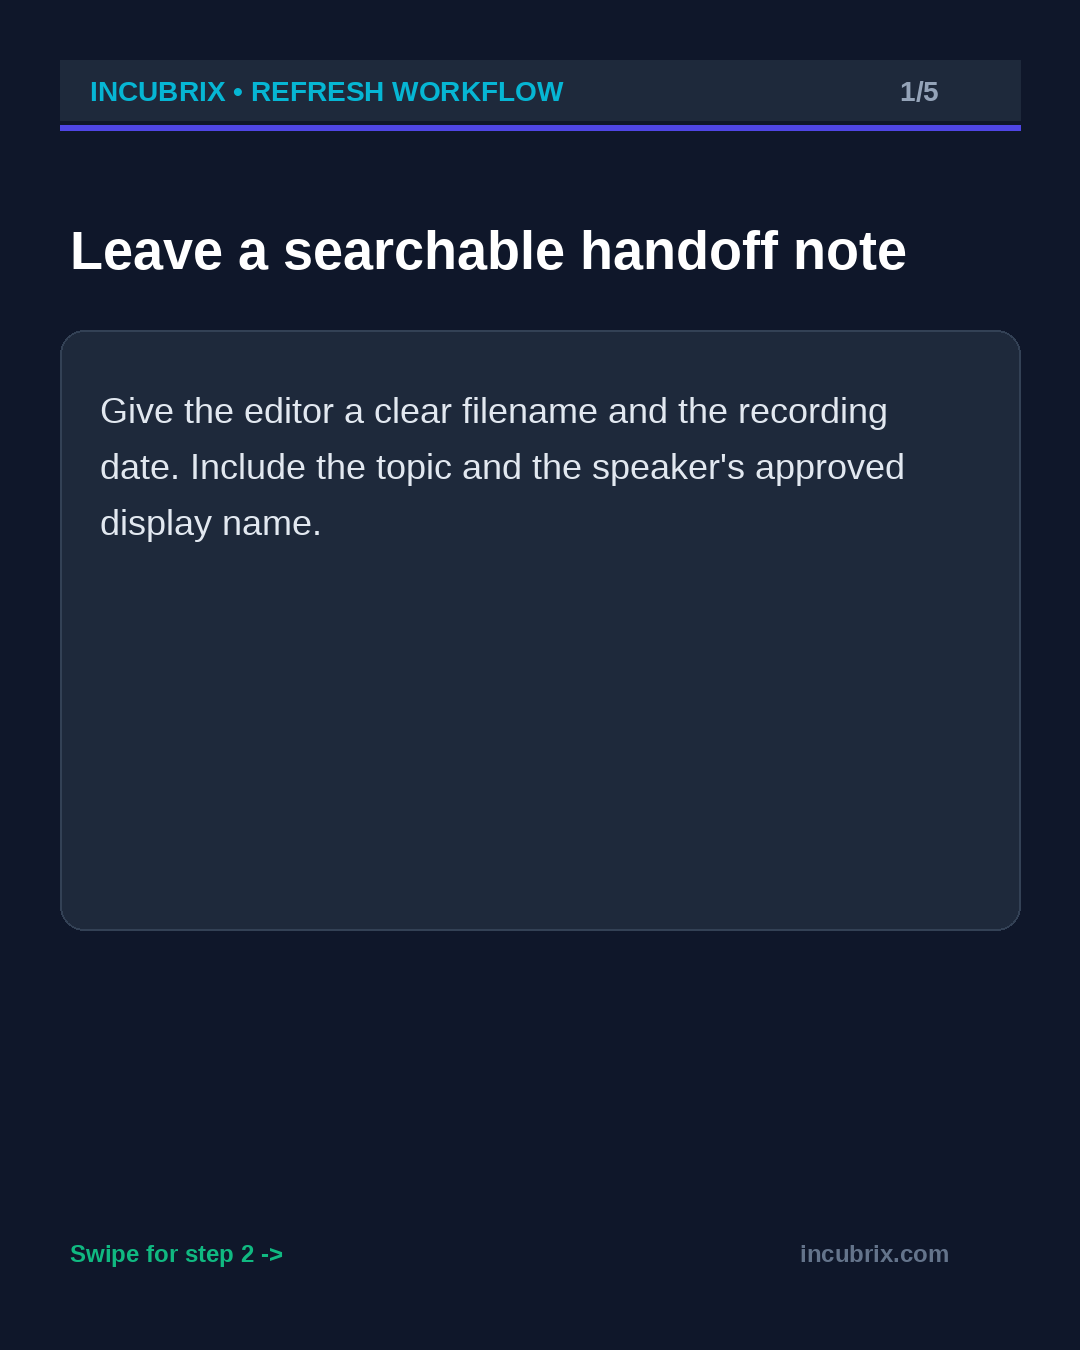 INCUBRIX • REFRESH WORKFLOW 1/5
Leave a searchable handoff note
Give the editor a clear filename and the recording
date. Include the topic and the speaker's approved
display name.
Swipe for step 2 -> incubrix.com